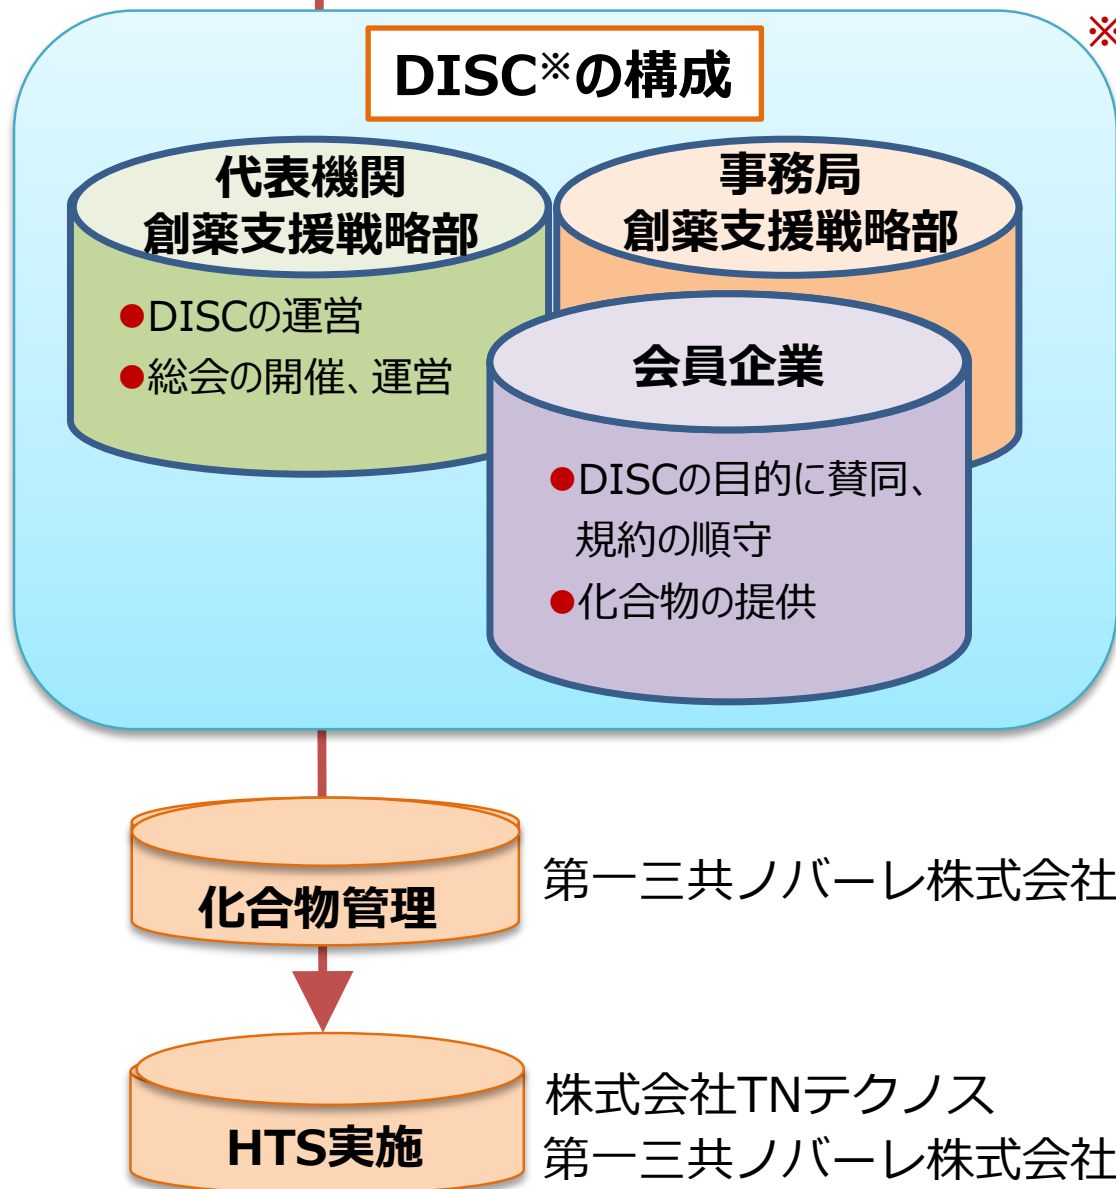 ※
DISC※の構成
代表機関
創薬支援戦略部
●DISCの運営
●総会の開催、運営
事務局
創薬支援戦略部
会員企業
●DISCの目的に賛同、
規約の順守
●化合物の提供
化合物管理
第一三共ノバーレ株式会社
HTS実施
株式会社TNテクノス
第一三共ノバーレ株式会社